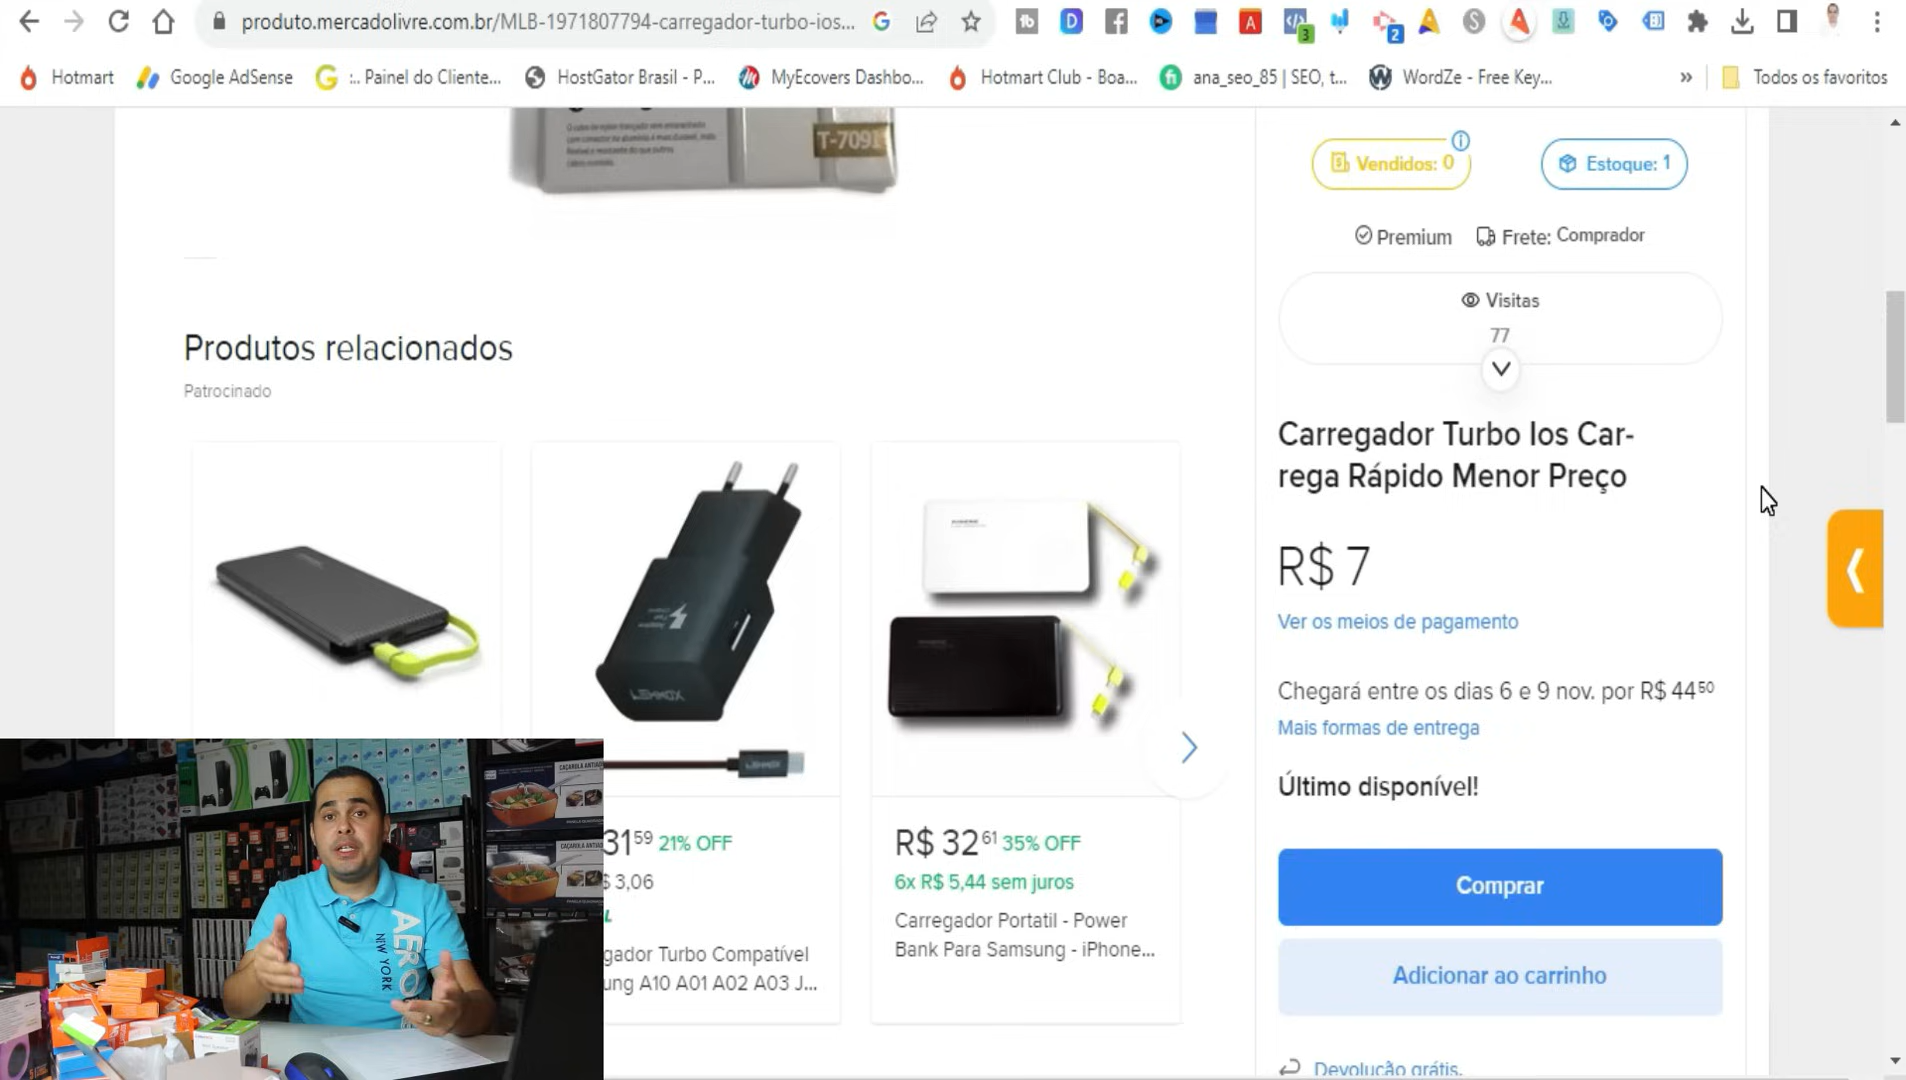 produto.mercadolivre.com.br/MLB-1971807794-carregador-turbo-ios...
3
2
Hotmart
Google AdSense
:.. Painel do Cliente...
HostGator Brasil - P...
MyEcovers Dashbo...
Hotmart Club - Boa...
ana_seo_85 | SEO, t...
WordZe - Free Key...
»
Todos os favoritos
T-7091
Vendidos: 0
Estoque: 1
Premium
Frete: Comprador
Visitas
77
Produtos relacionados
Patrocinado
Carregador Turbo Ios Car-
rega Rápido Menor Preço
R$ 7
Ver os meios de pagamento
Chegará entre os dias 6 e 9 nov. por R$ 44⁵⁰
Mais formas de entrega
Último disponível!
Comprar
Adicionar ao carrinho
Devolução grátis.
31⁵⁹ 21% OFF
$ 3,06
gador Turbo Compatível
ung A10 A01 A02 A03 J...
R$ 32⁶¹ 35% OFF
6x R$ 5,44 sem juros
Carregador Portatil - Power
Bank Para Samsung - iPhone...
CAÇAROLA ANTIAD
AERO
NEW YORK